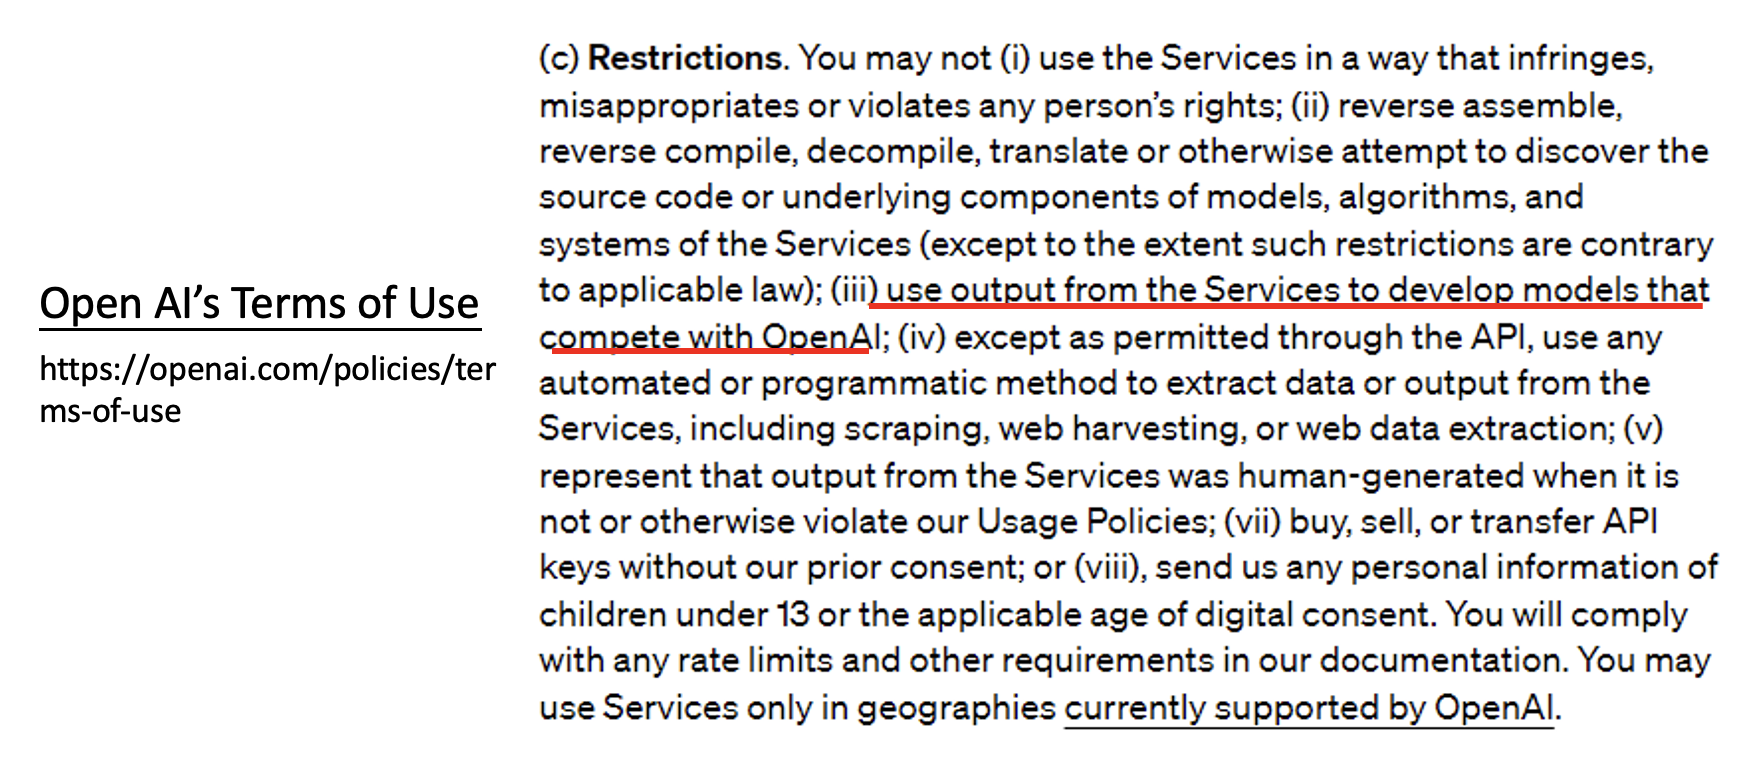 Open AI’s Terms of Use
https://openai.com/policies/ter
ms-of-use
(c) Restrictions. You may not (i) use the Services in a way that infringes,
misappropriates or violates any person’s rights; (ii) reverse assemble,
reverse compile, decompile, translate or otherwise attempt to discover the
source code or underlying components of models, algorithms, and
systems of the Services (except to the extent such restrictions are contrary
to applicable law); (iii) use output from the Services to develop models that
compete with OpenAI; (iv) except as permitted through the API, use any
automated or programmatic method to extract data or output from the
Services, including scraping, web harvesting, or web data extraction; (v)
represent that output from the Services was human-generated when it is
not or otherwise violate our Usage Policies; (vii) buy, sell, or transfer API
keys without our prior consent; or (viii), send us any personal information of
children under 13 or the applicable age of digital consent. You will comply
with any rate limits and other requirements in our documentation. You may
use Services only in geographies currently supported by OpenAI.